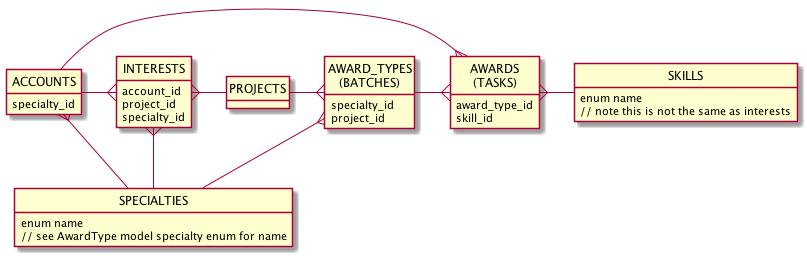 ACCOUNTS
specialty_id
INTERESTS
account_id
project_id
specialty_id
PROJECTS
AWARD_TYPES
(BATCHES)
specialty_id
project_id
AWARDS
(TASKS)
award_type_id
skill_id
SKILLS
enum name
// note this is not the same as interests
SPECIALTIES
enum name
// see AwardType model specialty enum for name